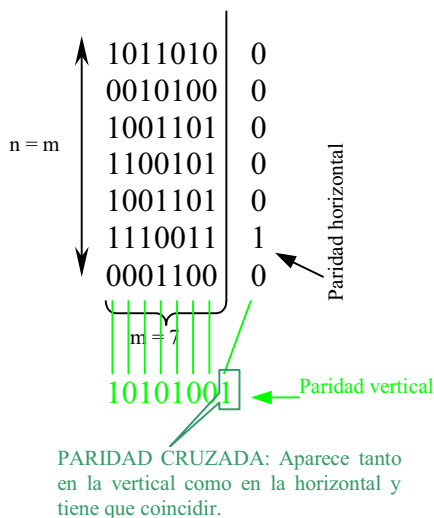 1011010 0
0010100 0
1001101 0
1100101 0
n = m
1001101 0
1110011 1
0001100 0
Paridad horizontal
m = 7
10101001
Paridad vertical
PARIDAD CRUZADA: Aparece tanto
en la vertical como en la horizontal y
tiene que coincidir.